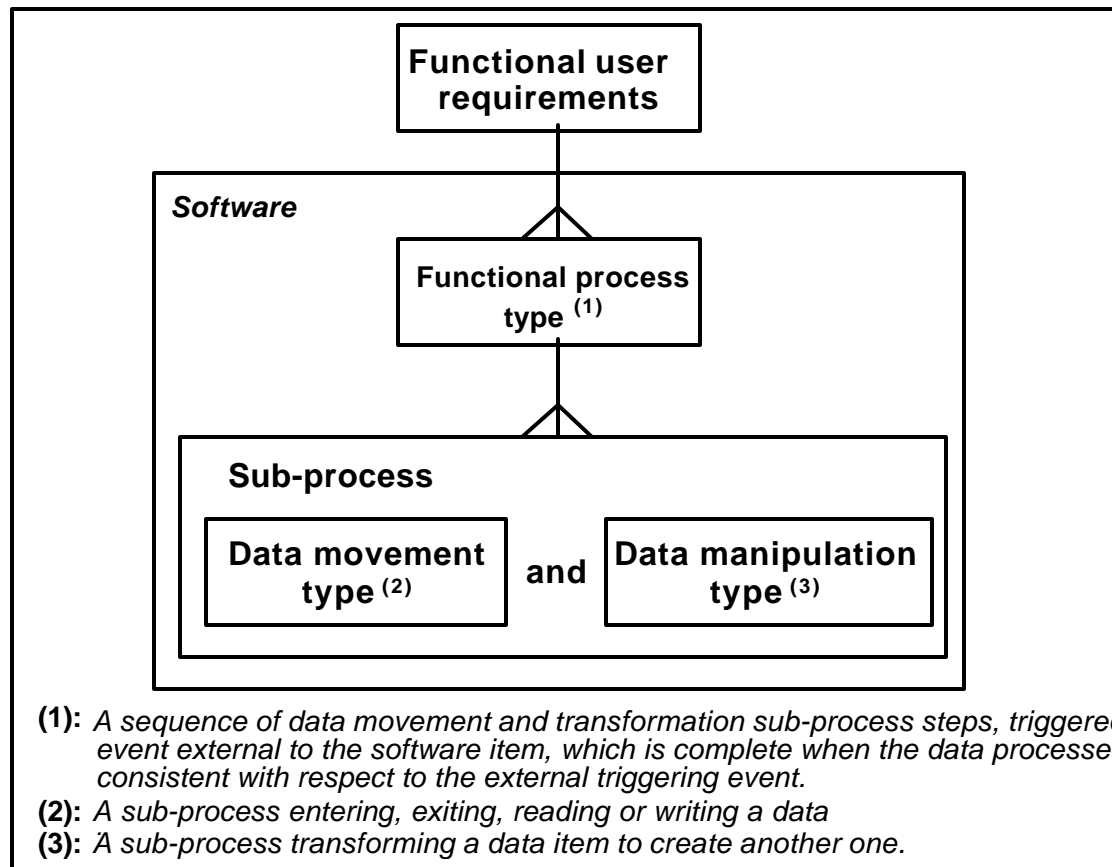 Functional user
requirements
Software
Functional process
type (1)
Sub-process
Data movement
type (2)
and
Data manipulation
type (3)
(1): A sequence of data movement and transformation sub-process steps, triggered
event external to the software item, which is complete when the data processe
consistent with respect to the external triggering event.
(2): A sub-process entering, exiting, reading or writing a data
(3): A sub-process transforming a data item to create another one.